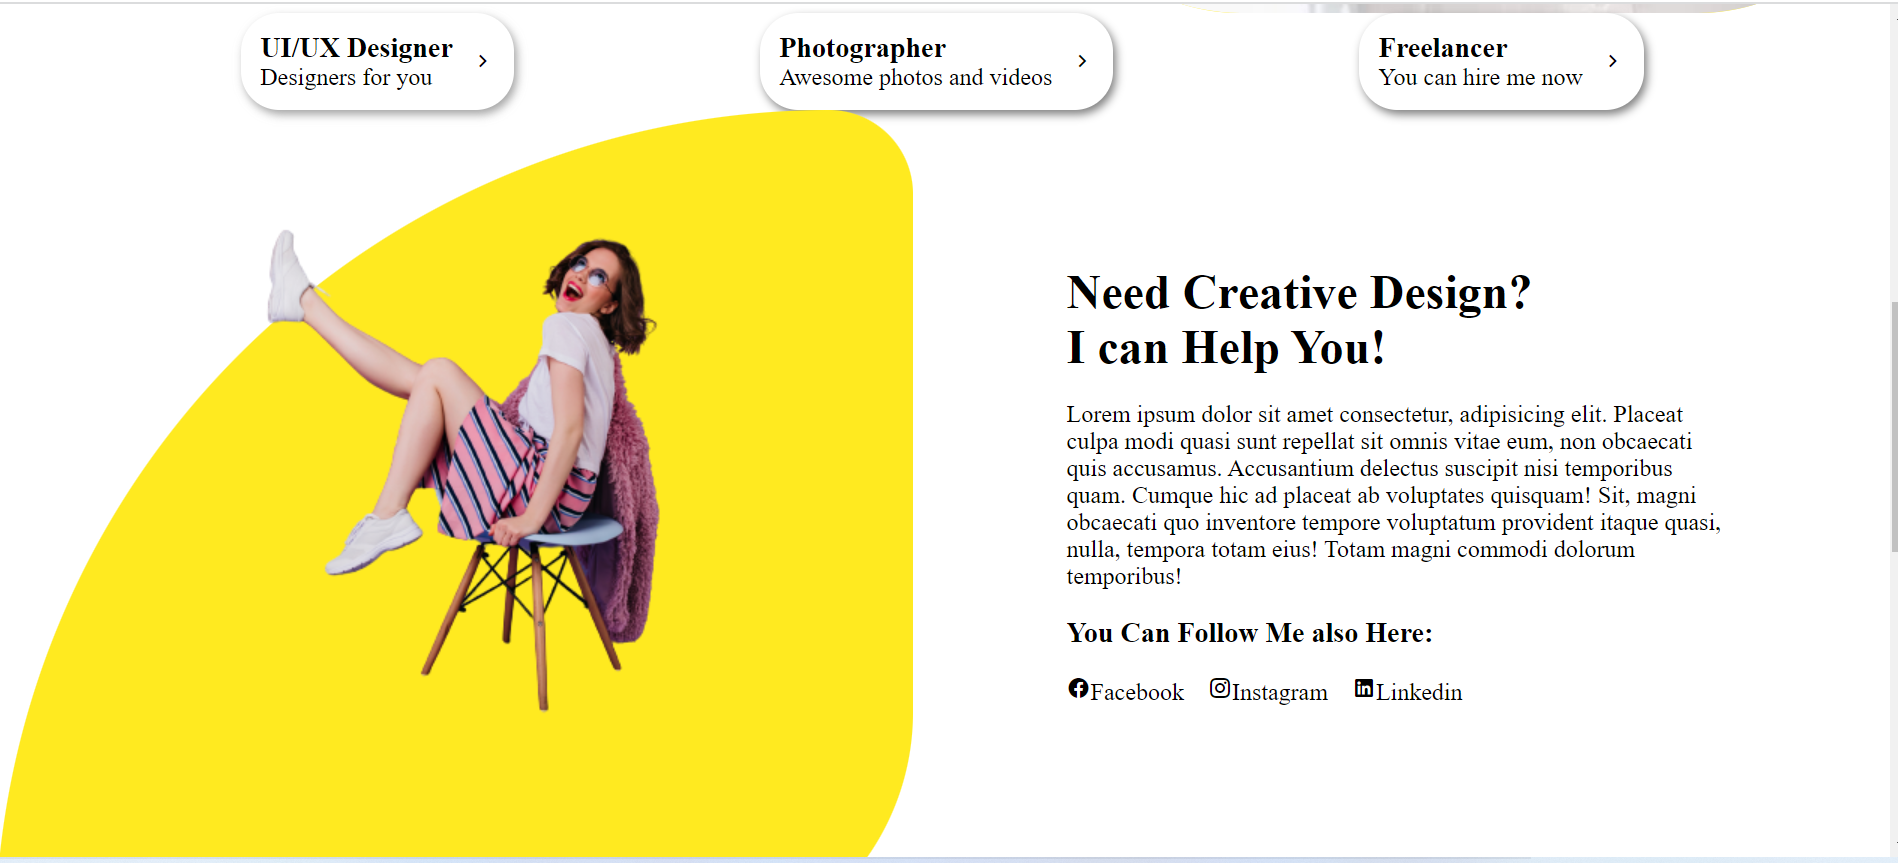 UI/UX Designer
Designers for you
Photographer
Awesome photos and videos
Freelancer
You can hire me now
Need Creative Design?
I can Help You!
Lorem ipsum dolor sit amet consectetur, adipisicing elit. Placeat
culpa modi quasi sunt repellat sit omnis vitae eum, non obcaecati
quis accusamus. Accusantium delectus suscipit nisi temporibus
quam. Cumque hic ad placeat ab voluptates quisquam! Sit, magni
obcaecati quo inventore tempore voluptatum provident itaque quasi,
nulla, tempora totam eius! Totam magni commodi dolorum
temporibus!
You Can Follow Me also Here:
Facebook Instagram Linkedin